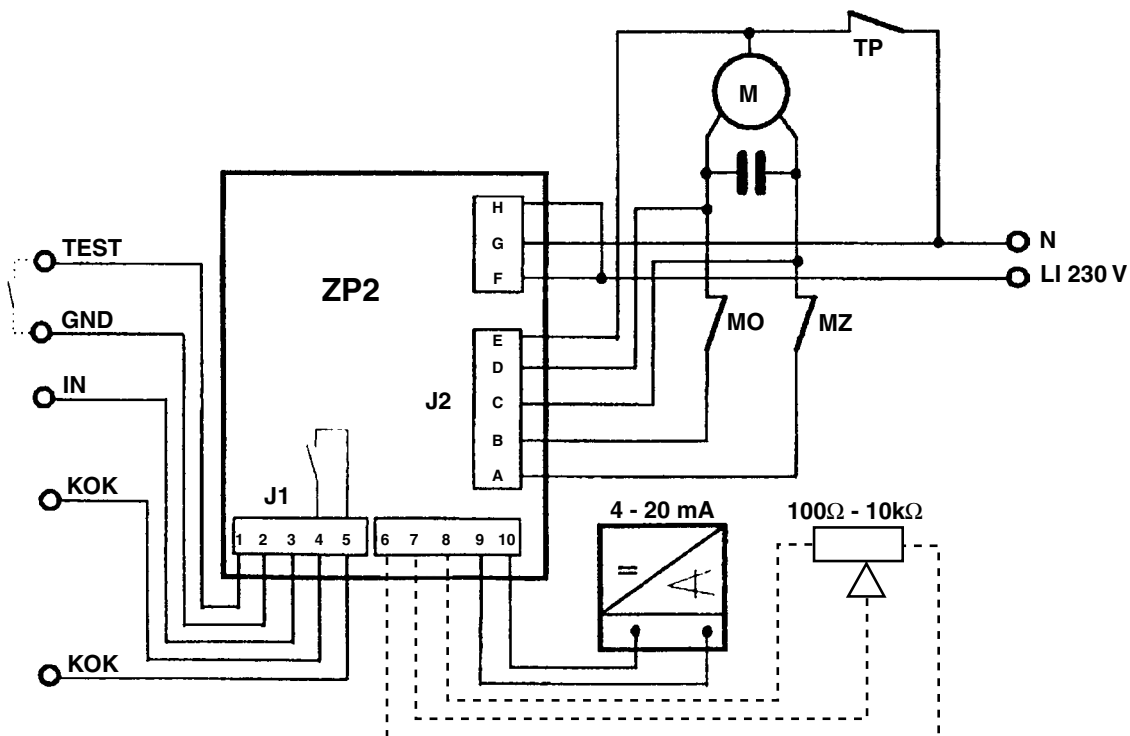 TP
M
H
G
F
N
LI 230 V
TEST
GND
IN
KOK
KOK
ZP2
MO
MZ
E
D
C
B
A
J2
J1
1 2 3 4 5
6 7 8 9 10
4 - 20 mA
=
100Ω - 10kΩ